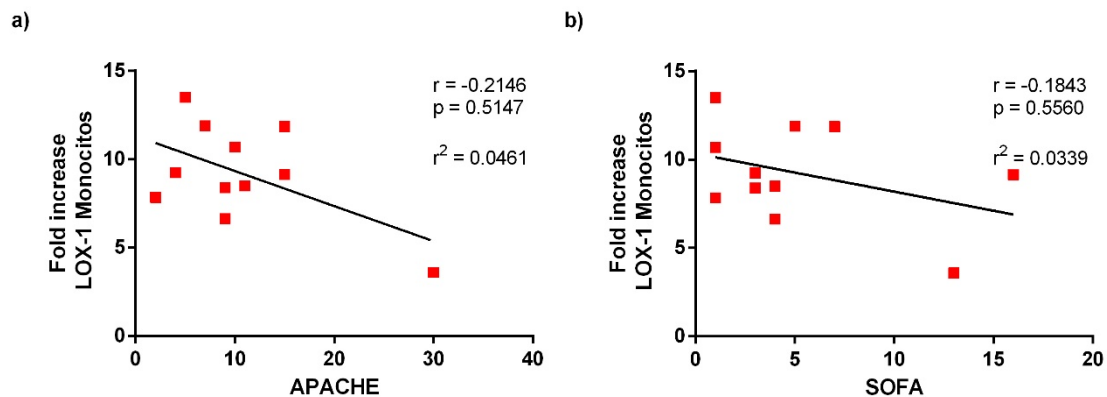 a)
Fold increase
LOX-1 Monocitos
15
10
5
0
0 10 20 30 40
APACHE
r = -0.2146
p = 0.5147
r² = 0.0461
b)
Fold increase
LOX-1 Monocitos
15
10
5
0
0 5 10 15 20
SOFA
r = -0.1843
p = 0.5560
r² = 0.0339